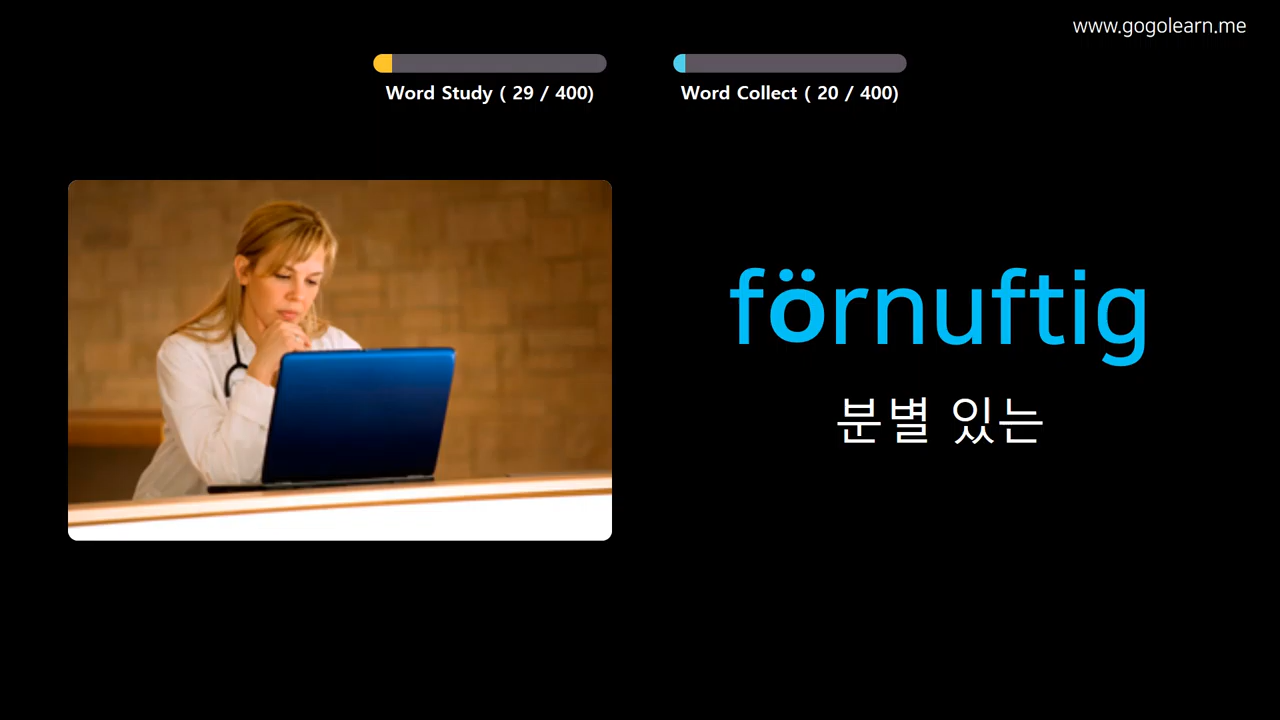 www.gogolearn.me
Word Study ( 29 / 400)
Word Collect ( 20 / 400)
förnuftig
분별 있는